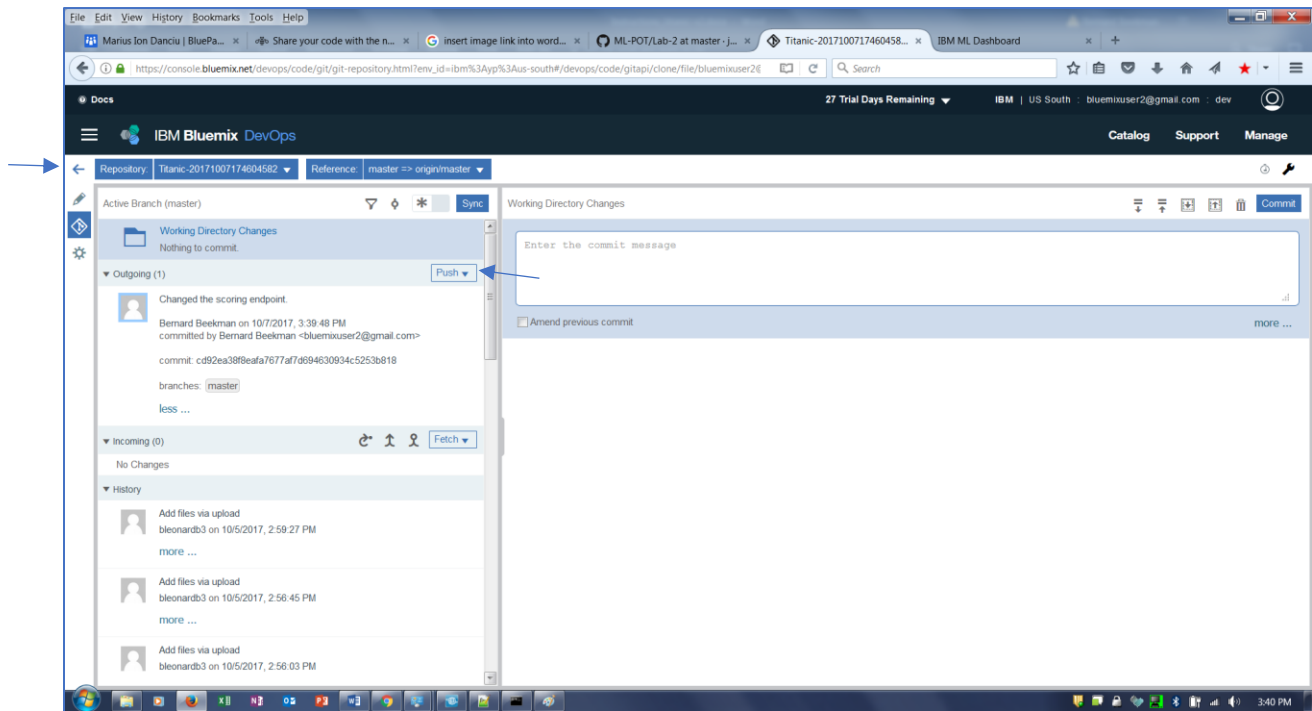 File Edit View History Bookmarks Tools Help
Marius Ion Danciu | BluePa... × Share your code with the n... × insert image link into word... × ML-POT/Lab-2 at master · j... × Titanic-20171007174604​58... × IBM ML Dashboard × +
https://console.bluemix.net/devops/code/git/git-repository.html?env_id=ibm%3Ayp%3Aus-south#/devops/code/gitapi/clone/file/bluemixuser2@ Search
Docs 27 Trial Days Remaining IBM | US South : bluemixuser2@gmail.com : dev
IBM Bluemix DevOps Catalog Support Manage
Repository: Titanic-20171007174604582 Reference: master => origin/master
Active Branch (master) Sync Working Directory Changes Commit
Working Directory Changes
Nothing to commit.
Enter the commit message
Outgoing (1) Push
Changed the scoring endpoint.
Bernard Beekman on 10/7/2017, 3:39:48 PM
committed by Bernard Beekman <bluemixuser2@gmail.com>
Amend previous commit more ...
commit: cd92ea38f8eafa7677af7d694630934c5253b818
branches: master
less ...
Incoming (0) Fetch
No Changes
History
Add files via upload
bleonardb3 on 10/5/2017, 2:59:27 PM
more ...
Add files via upload
bleonardb3 on 10/5/2017, 2:56:45 PM
more ...
Add files via upload
bleonardb3 on 10/5/2017, 2:56:03 PM
3:40 PM